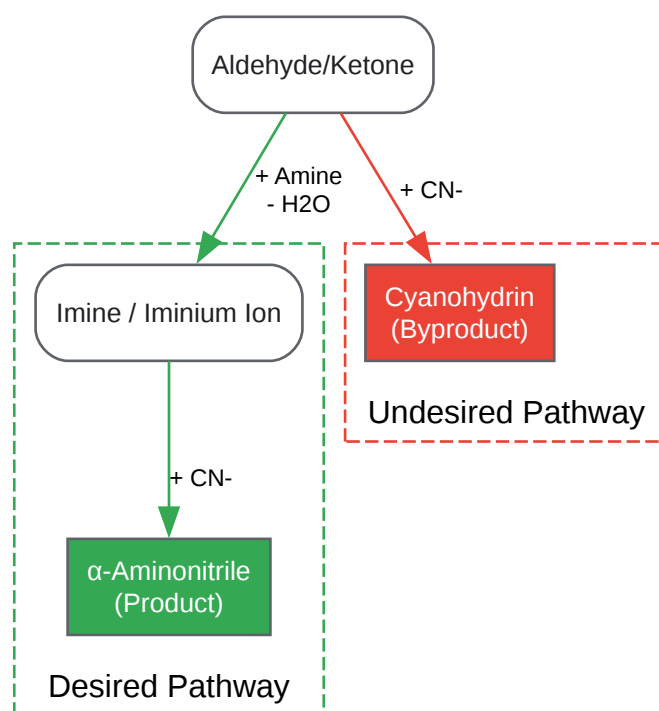 Aldehyde/Ketone
+ Amine
- H2O
+ CN-
Imine / Iminium Ion
Cyanohydrin
(Byproduct)
Undesired Pathway
+ CN-
α-Aminonitrile
(Product)
Desired Pathway